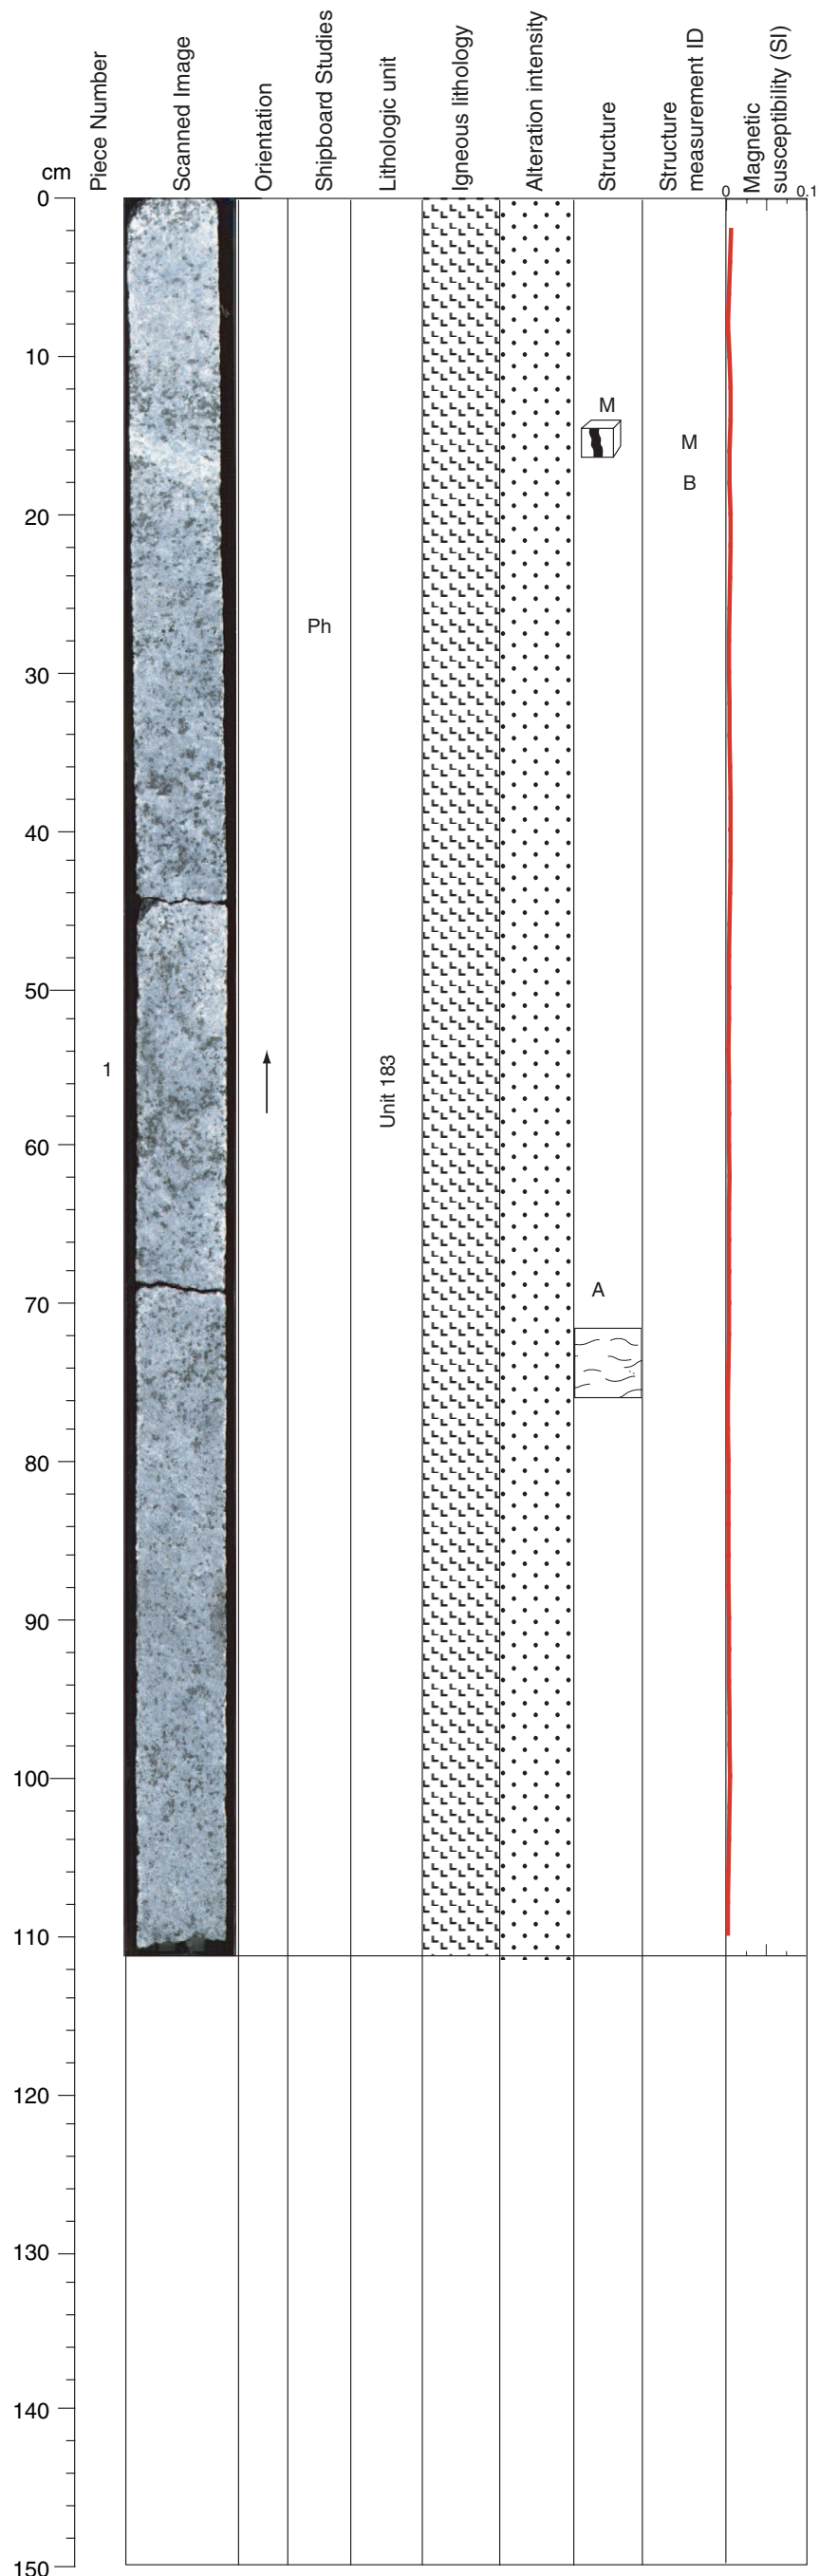 cm
Piece Number
Scanned Image
Orientation
Shipboard Studies
Lithologic unit
Igneous lithology
Alteration intensity
Structure
Structure
measurement ID
Magnetic
susceptibility (SI)
0 0.1
0
10
M
M
B
20
Ph
30
40
50
1
Unit 183
60
A
70
80
90
100
110
120
130
140
150